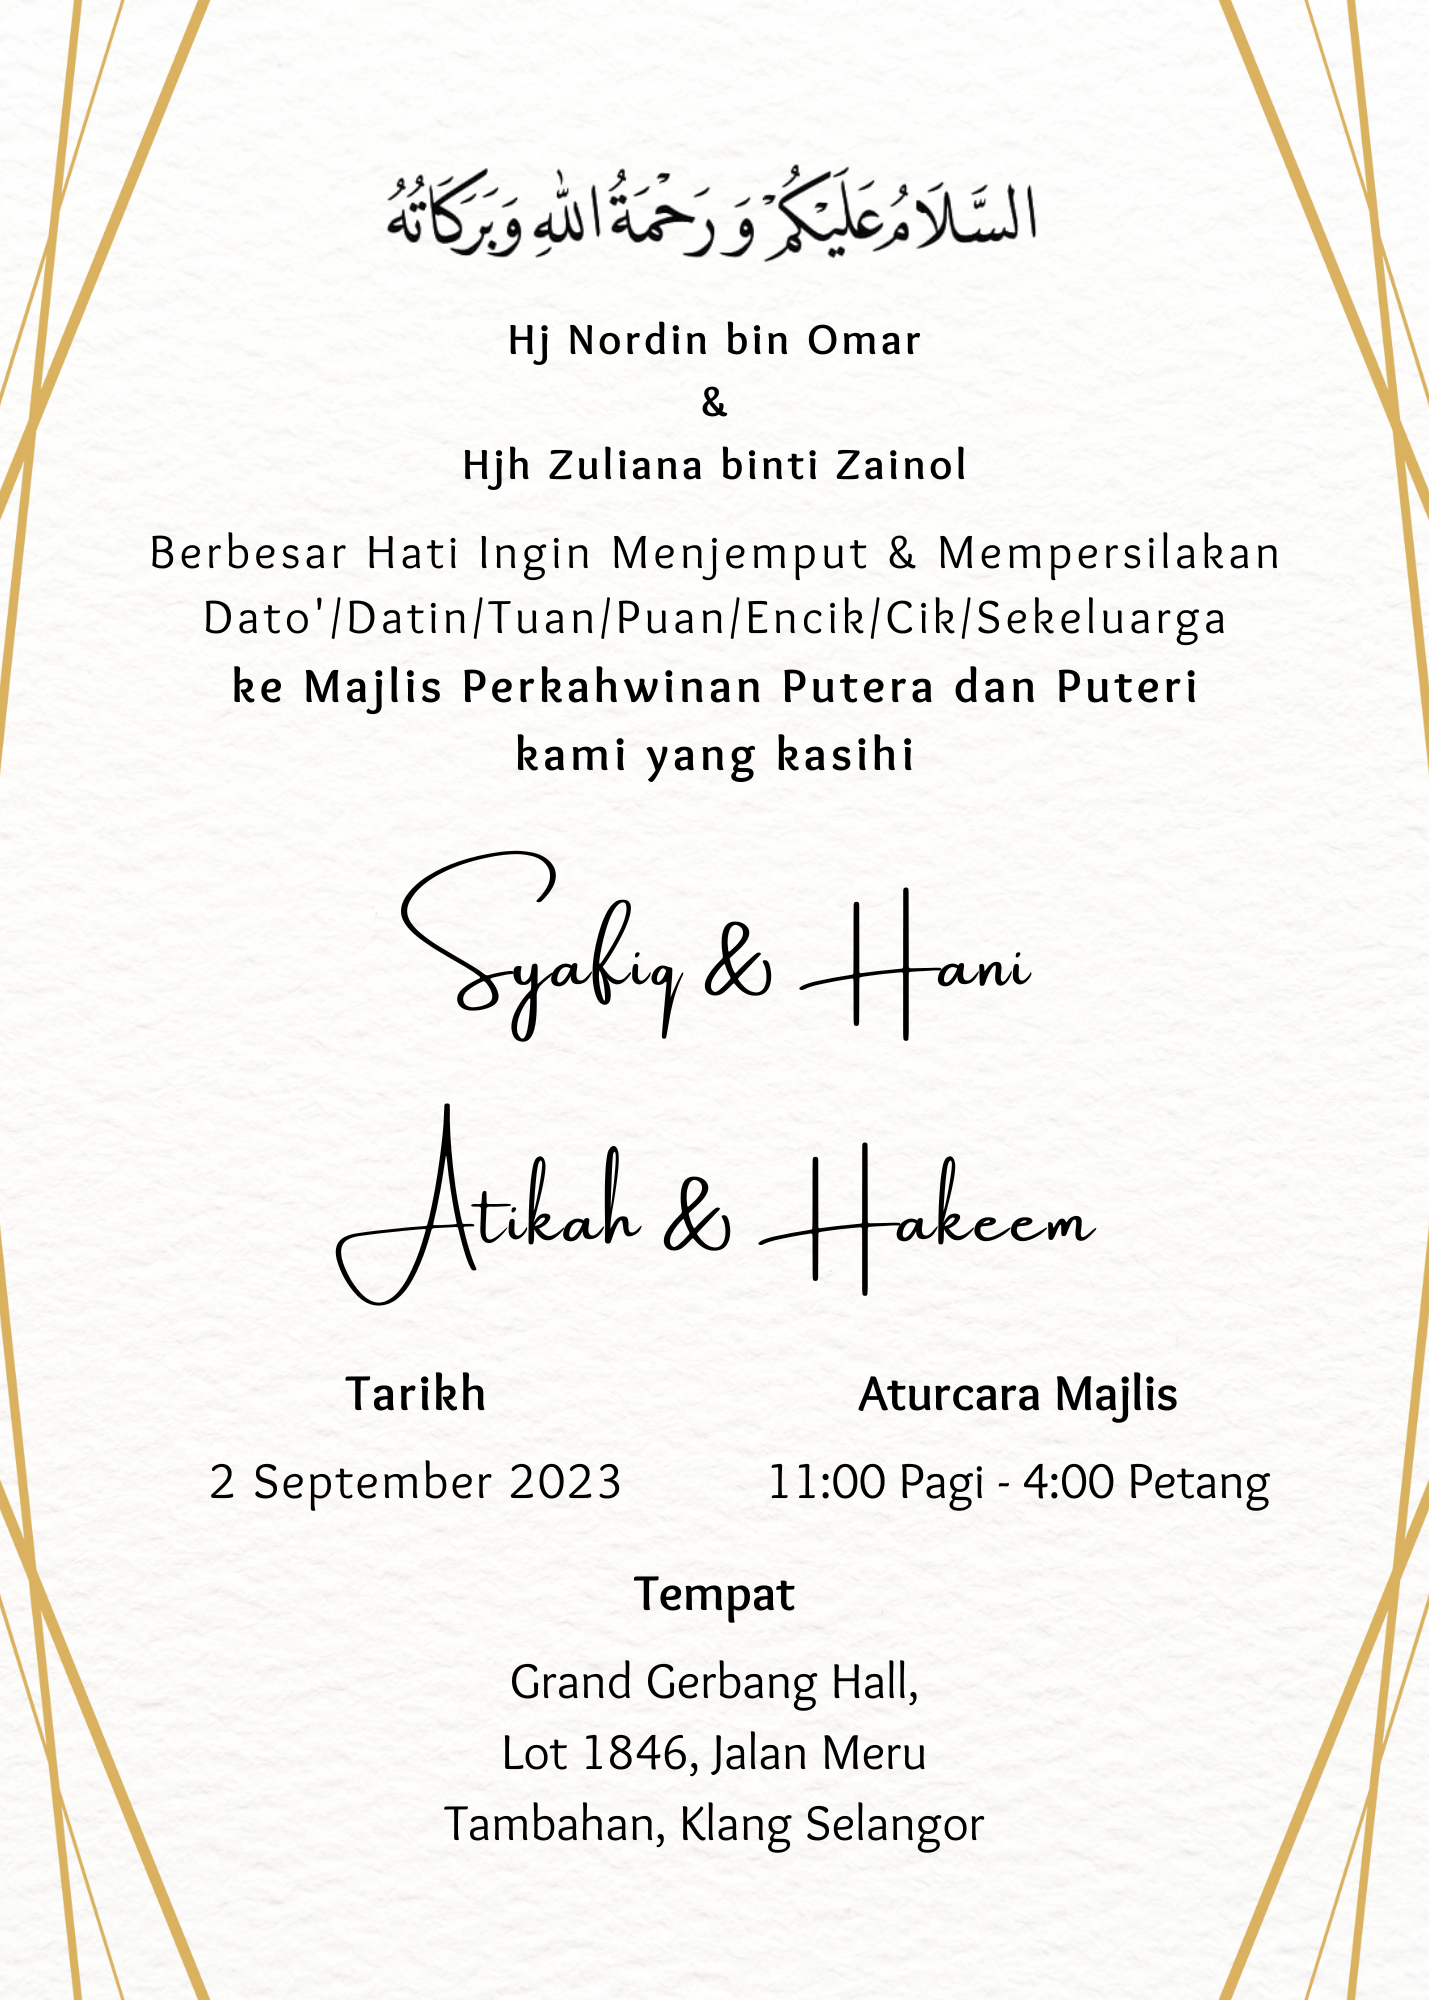 السَّلَامُ عَلَيْكُمْ وَ رَحْمَةُ اللهِ وَبَرَكَاتُهُ
Hj Nordin bin Omar
&
Hjh Zuliana binti Zainol
Berbesar Hati Ingin Menjemput & Mempersilakan
Dato'/Datin/Tuan/Puan/Encik/Cik/Sekeluarga
ke Majlis Perkahwinan Putera dan Puteri
kami yang kasihi
Syafiq & Hani
Atikah & Hakeem
Tarikh
2 September 2023
Aturcara Majlis
11:00 Pagi - 4:00 Petang
Tempat
Grand Gerbang Hall,
Lot 1846, Jalan Meru
Tambahan, Klang Selangor